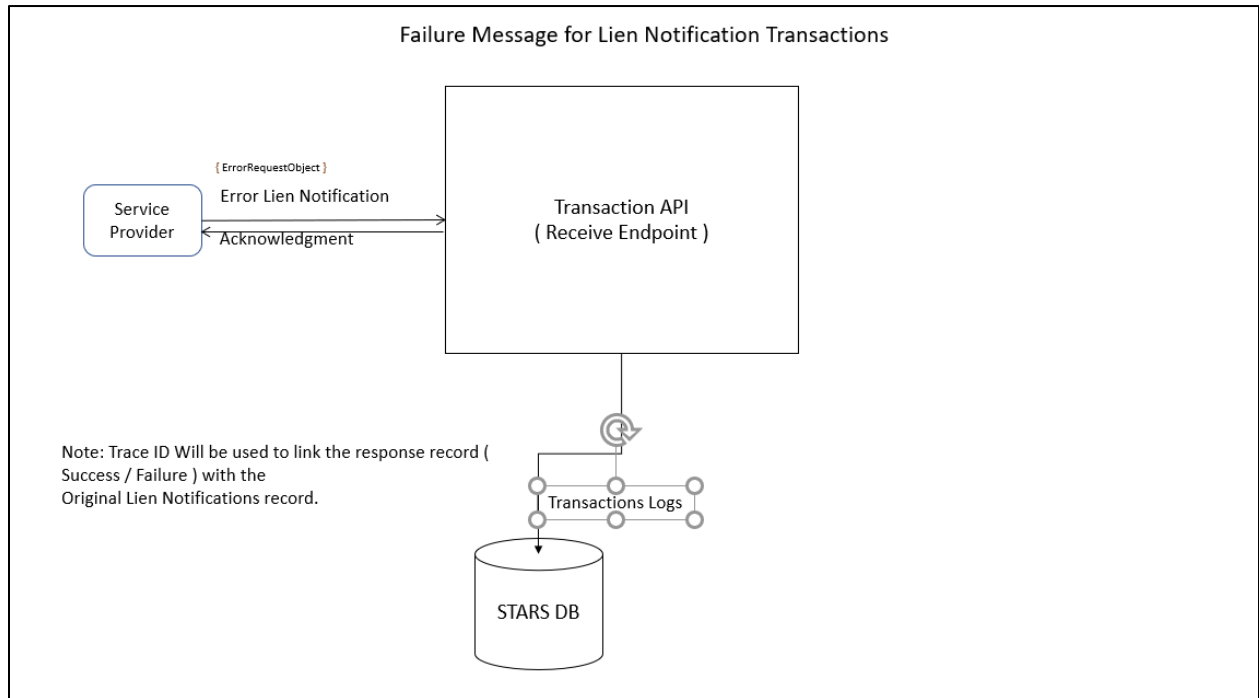 Failure Message for Lien Notification Transactions
{ ErrorRequestObject }
Error Lien Notification
Service
Provider
Acknowledgment
Transaction API
( Receive Endpoint )
Note: Trace ID Will be used to link the response record (
Success / Failure ) with the
Original Lien Notifications record.
Transactions Logs
STARS DB